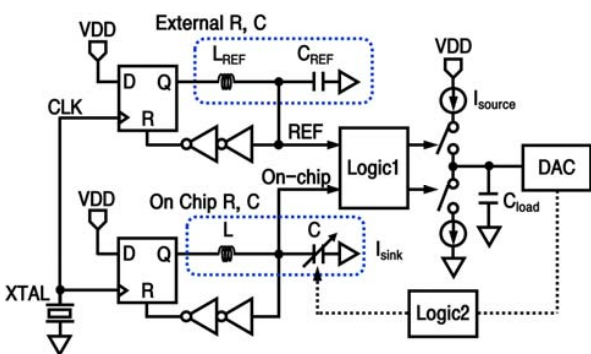 External R, C
VDD
L_REF
C_REF
VDD
D
Q
I_source
CLK
R
REF
Logic1
DAC
On-chip
VDD
On Chip R, C
C_load
L
C
I_sink
D
Q
R
XTAL
Logic2